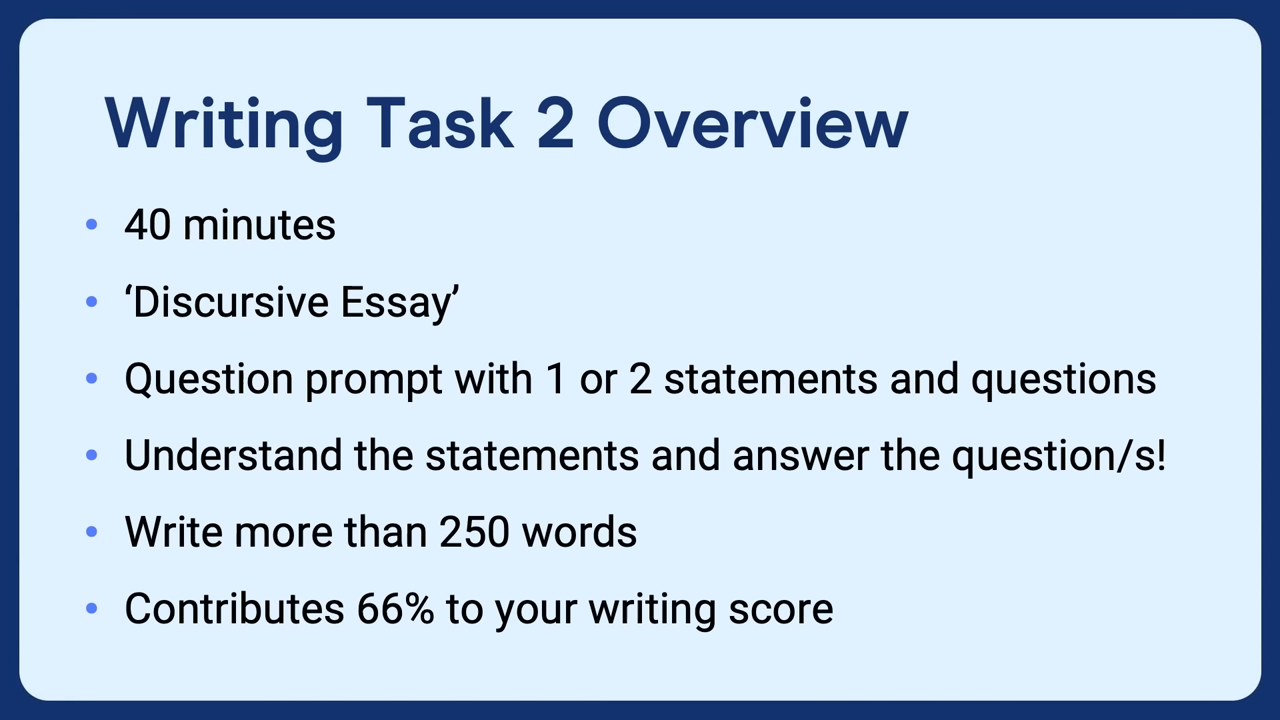 Writing Task 2 Overview
• 40 minutes
• ‘Discursive Essay’
• Question prompt with 1 or 2 statements and questions
• Understand the statements and answer the question/s!
• Write more than 250 words
• Contributes 66% to your writing score